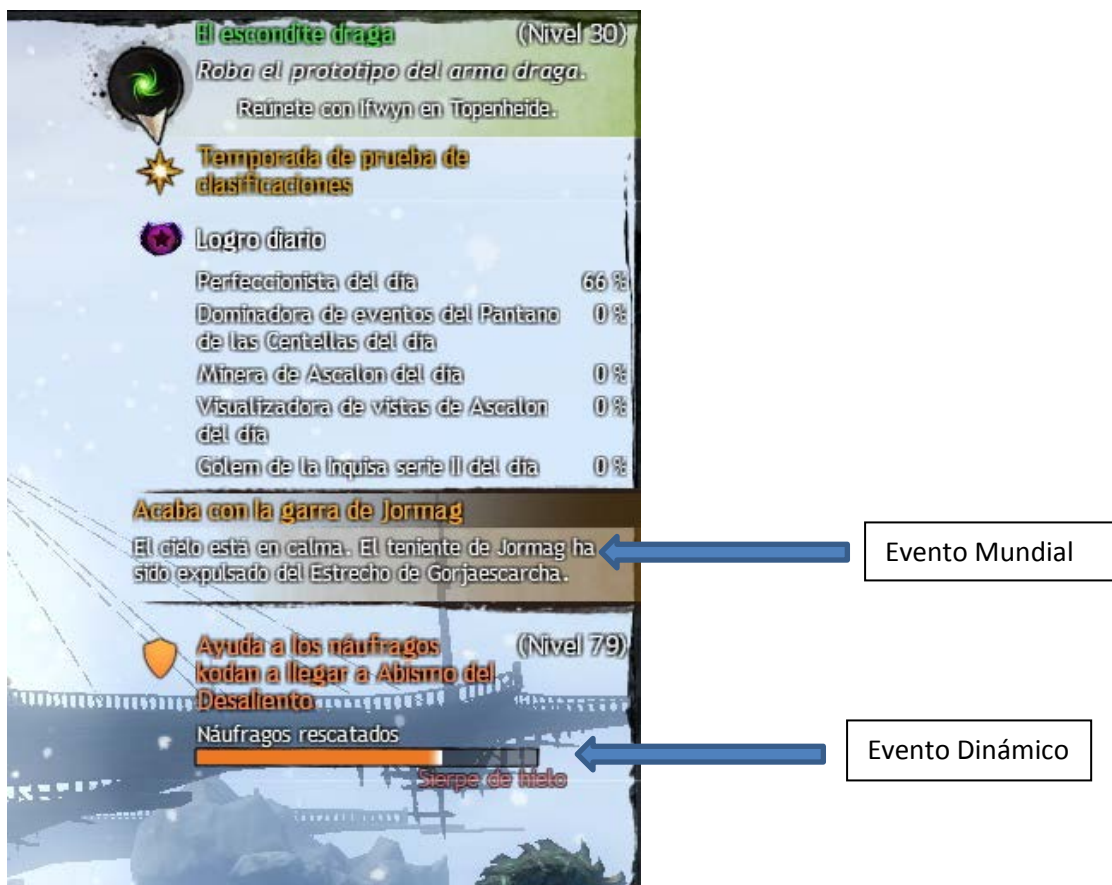 El escondite draga (Nivel 30)
Roba el prototipo del arma draga.
Reúnete con Ifwyn en Topenheide.
Temporada de prueba de
clasificaciones
Logro diario
Perfeccionista del día 66 %
Dominadora de eventos del Pantano 0 %
de las Centellas del día
Minera de Ascalon del día 0 %
Visualizadora de vistas de Ascalon 0 %
del día
Gólem de la Inquisa serie II del día 0 %
Acaba con la garra de Jormag
El cielo está en calma. El teniente de Jormag ha
sido expulsado del Estrecho de Gorjaescarcha.
Evento Mundial
Ayuda a los náufragos (Nivel 79)
kodan a llegar a Abismo del
Desaliento.
Náufragos rescatados
Evento Dinámico
Sierpe de hielo